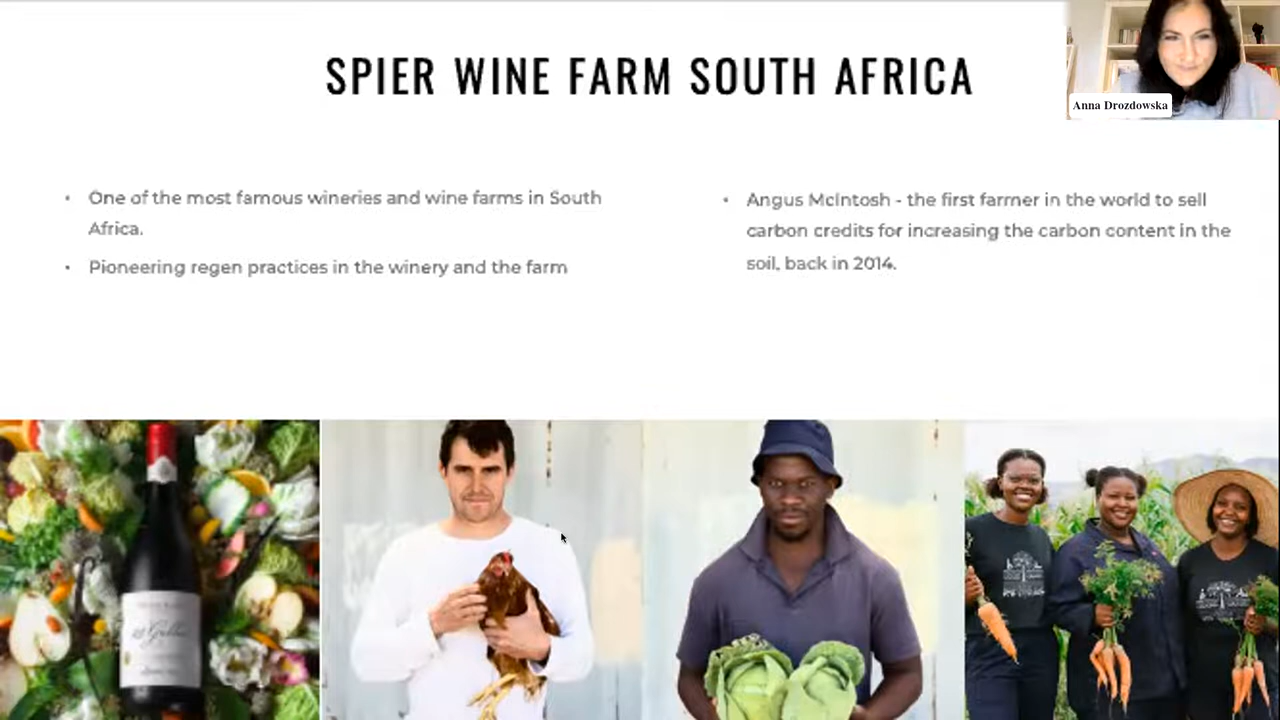 SPIER WINE FARM SOUTH AFRICA
Anna Drozdowska
• One of the most famous wineries and wine farms in South
Africa.
• Pioneering regen practices in the winery and the farm
• Angus McIntosh - the first farmer in the world to sell
carbon credits for increasing the carbon content in the
soil, back in 2014.